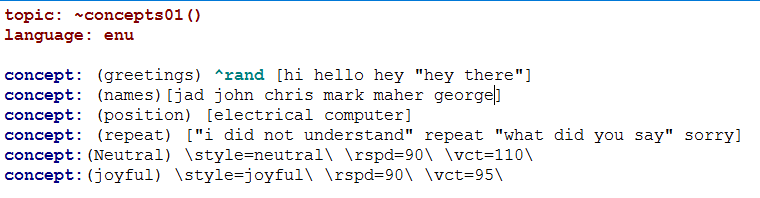 topic: ~concepts01()
language: enu
concept: (greetings) ^rand [hi hello hey "hey there"]
concept: (names)[jad john chris mark maher george]
concept: (position) [electrical computer]
concept: (repeat) ["i did not understand" repeat "what did you say" sorry]
concept:(Neutral) \style=neutral\ \rspd=90\ \vct=110\
concept:(joyful) \style=joyful\ \rspd=90\ \vct=95\